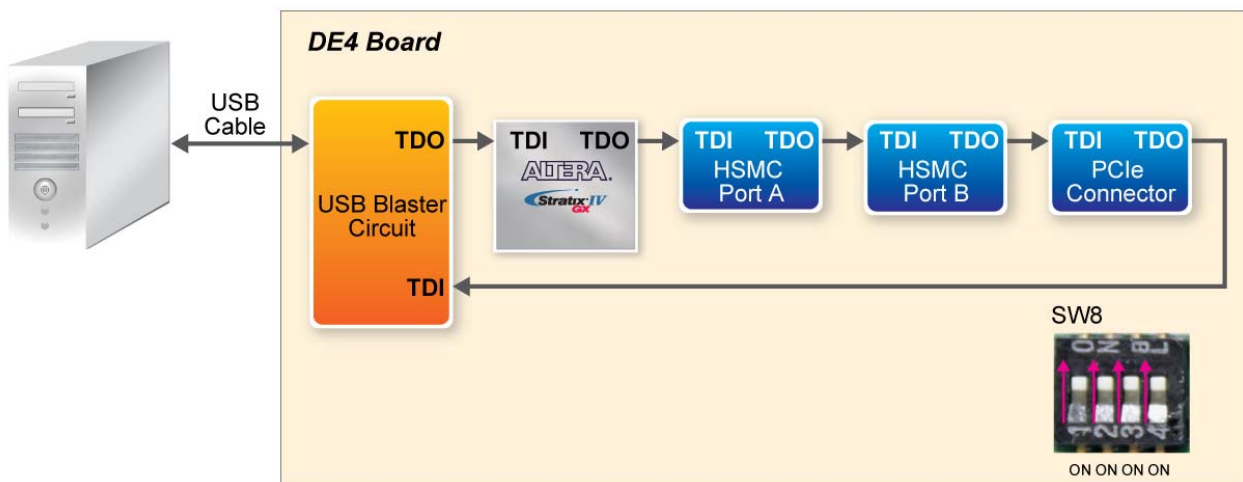 DE4 Board
USB
Cable
TDO
USB Blaster
Circuit
TDI
TDI TDO
ALTERA®
Stratix IV
GX
TDI TDO
HSMC
Port A
TDI TDO
HSMC
Port B
TDI TDO
PCIe
Connector
SW8
O N B L
1 2 3 4
ON ON ON ON